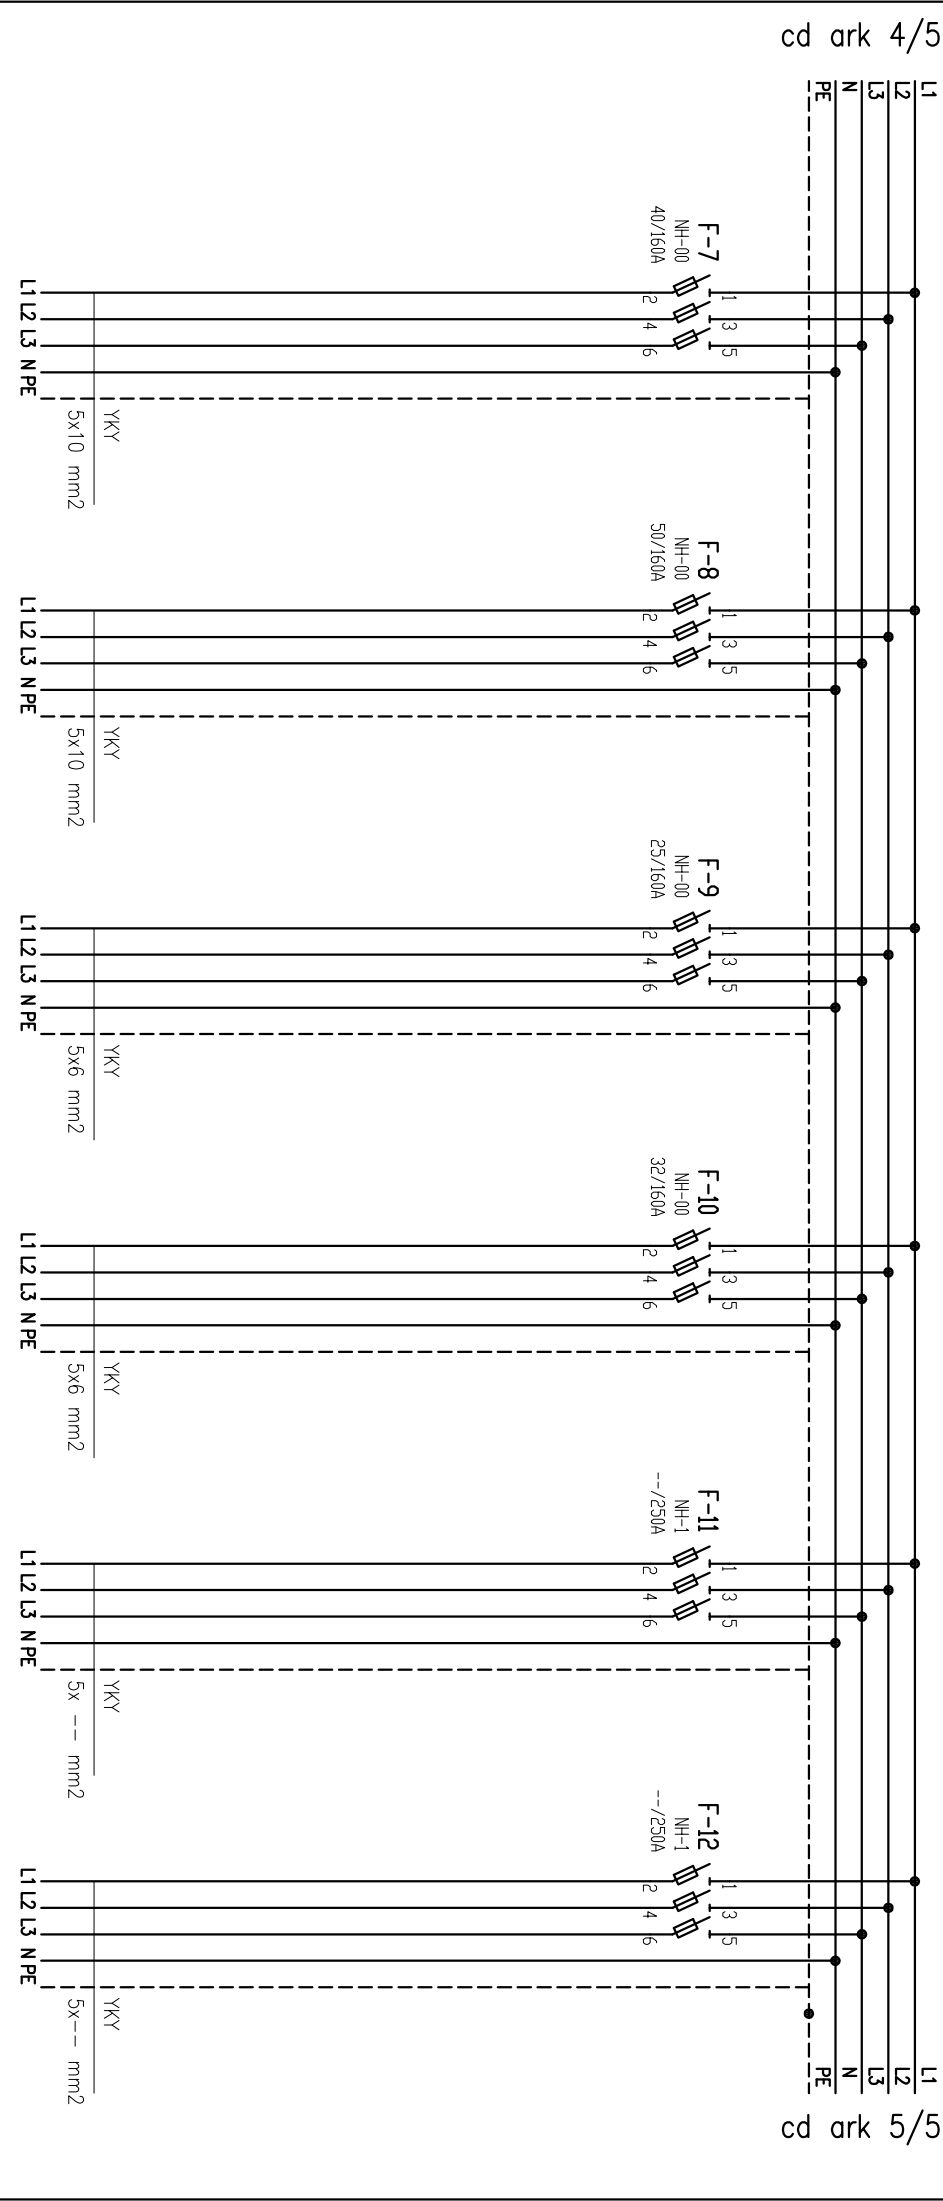 cd ark 4/5
L1
L2
L3
N
PE
F-7
NH-00
40/160A
1
3
5
2
4
6
L1 L2 L3 N PE
YKY
5x10 mm2
F-8
NH-00
50/160A
1
3
5
2
4
6
L1 L2 L3 N PE
YKY
5x10 mm2
F-9
NH-00
25/160A
1
3
5
2
4
6
L1 L2 L3 N PE
YKY
5x6 mm2
F-10
NH-00
32/160A
1
3
5
2
4
6
L1 L2 L3 N PE
YKY
5x6 mm2
F-11
NH-1
--/250A
1
3
5
2
4
6
L1 L2 L3 N PE
YKY
5x -- mm2
F-12
NH-1
--/250A
1
3
5
2
4
6
L1 L2 L3 N PE
YKY
5x-- mm2
L1
L2
L3
N
PE
cd ark 5/5